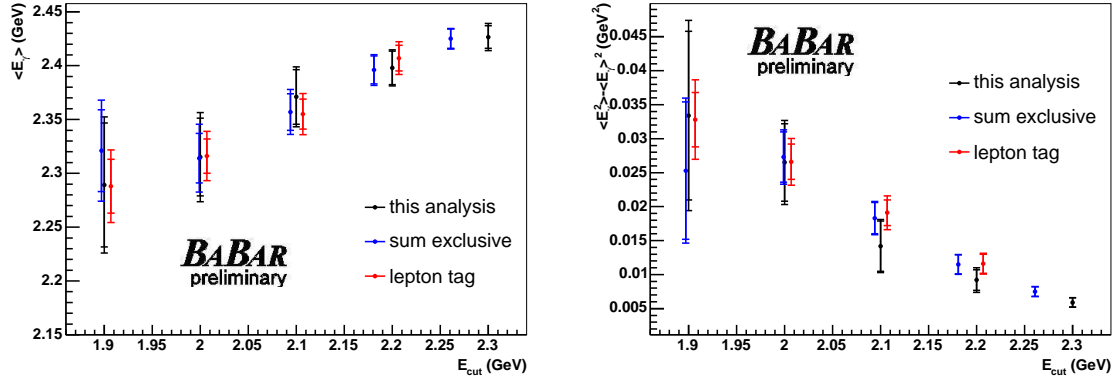 <E_γ> (GeV)
2.45
2.4
2.35
2.3
2.25
2.2
2.15
1.9 1.95 2 2.05 2.1 2.15 2.2 2.25 2.3
E_cut (GeV)
BABAR
preliminary
this analysis
sum exclusive
lepton tag
<E_γ^2>-<E_γ>^2 (GeV^2)
0.045
0.04
0.035
0.03
0.025
0.02
0.015
0.01
0.005
1.9 1.95 2 2.05 2.1 2.15 2.2 2.25 2.3
E_cut (GeV)
BABAR
preliminary
this analysis
sum exclusive
lepton tag